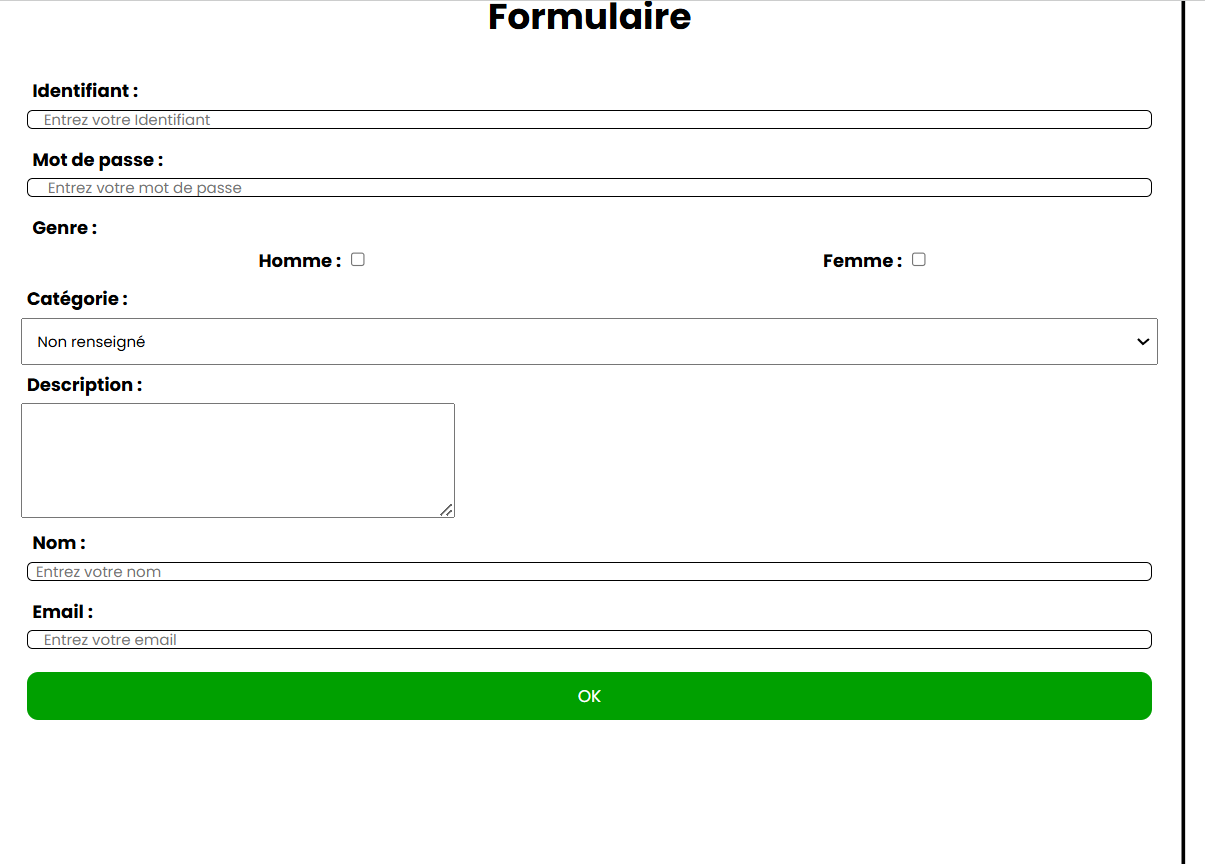 Formulaire
Identifiant :
Entrez votre Identifiant
Mot de passe :
Entrez votre mot de passe
Genre :
Homme : Femme :
Catégorie :
Non renseigné
Description :
Nom :
Entrez votre nom
Email :
Entrez votre email
OK